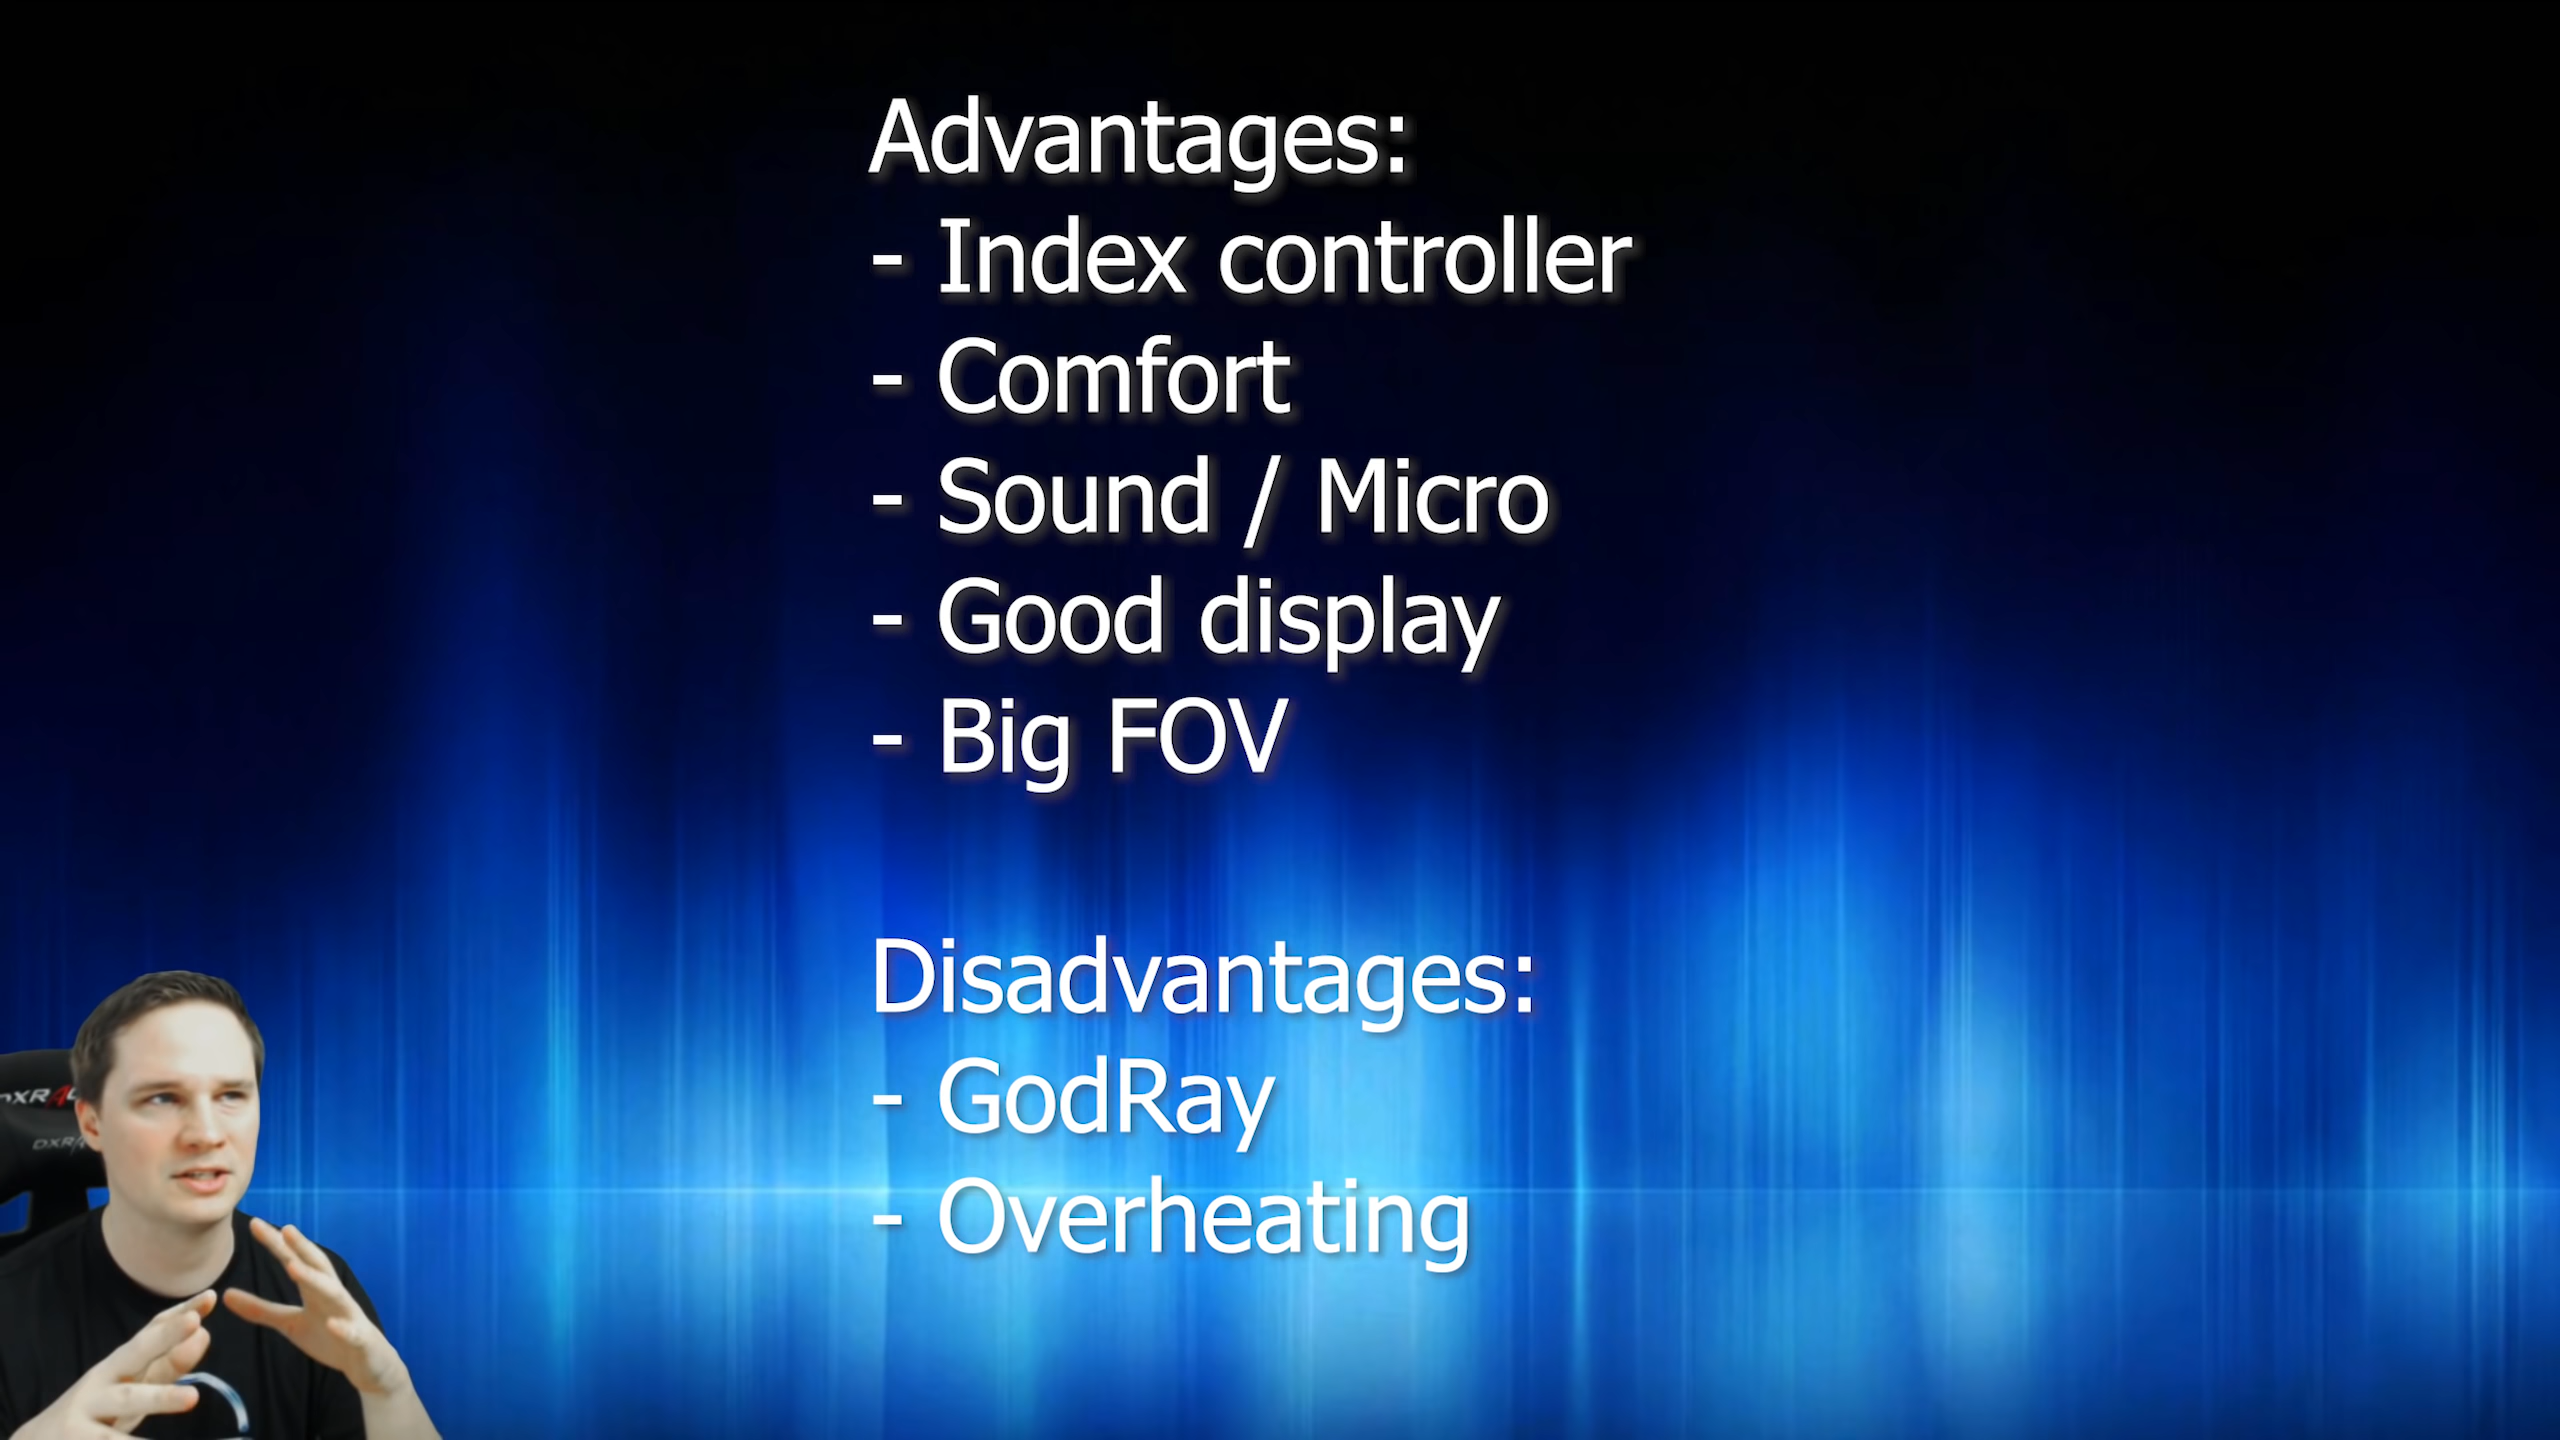 Advantages:
- Index controller
- Comfort
- Sound / Micro
- Good display
- Big FOV
Disadvantages:
- GodRay
- Overheating